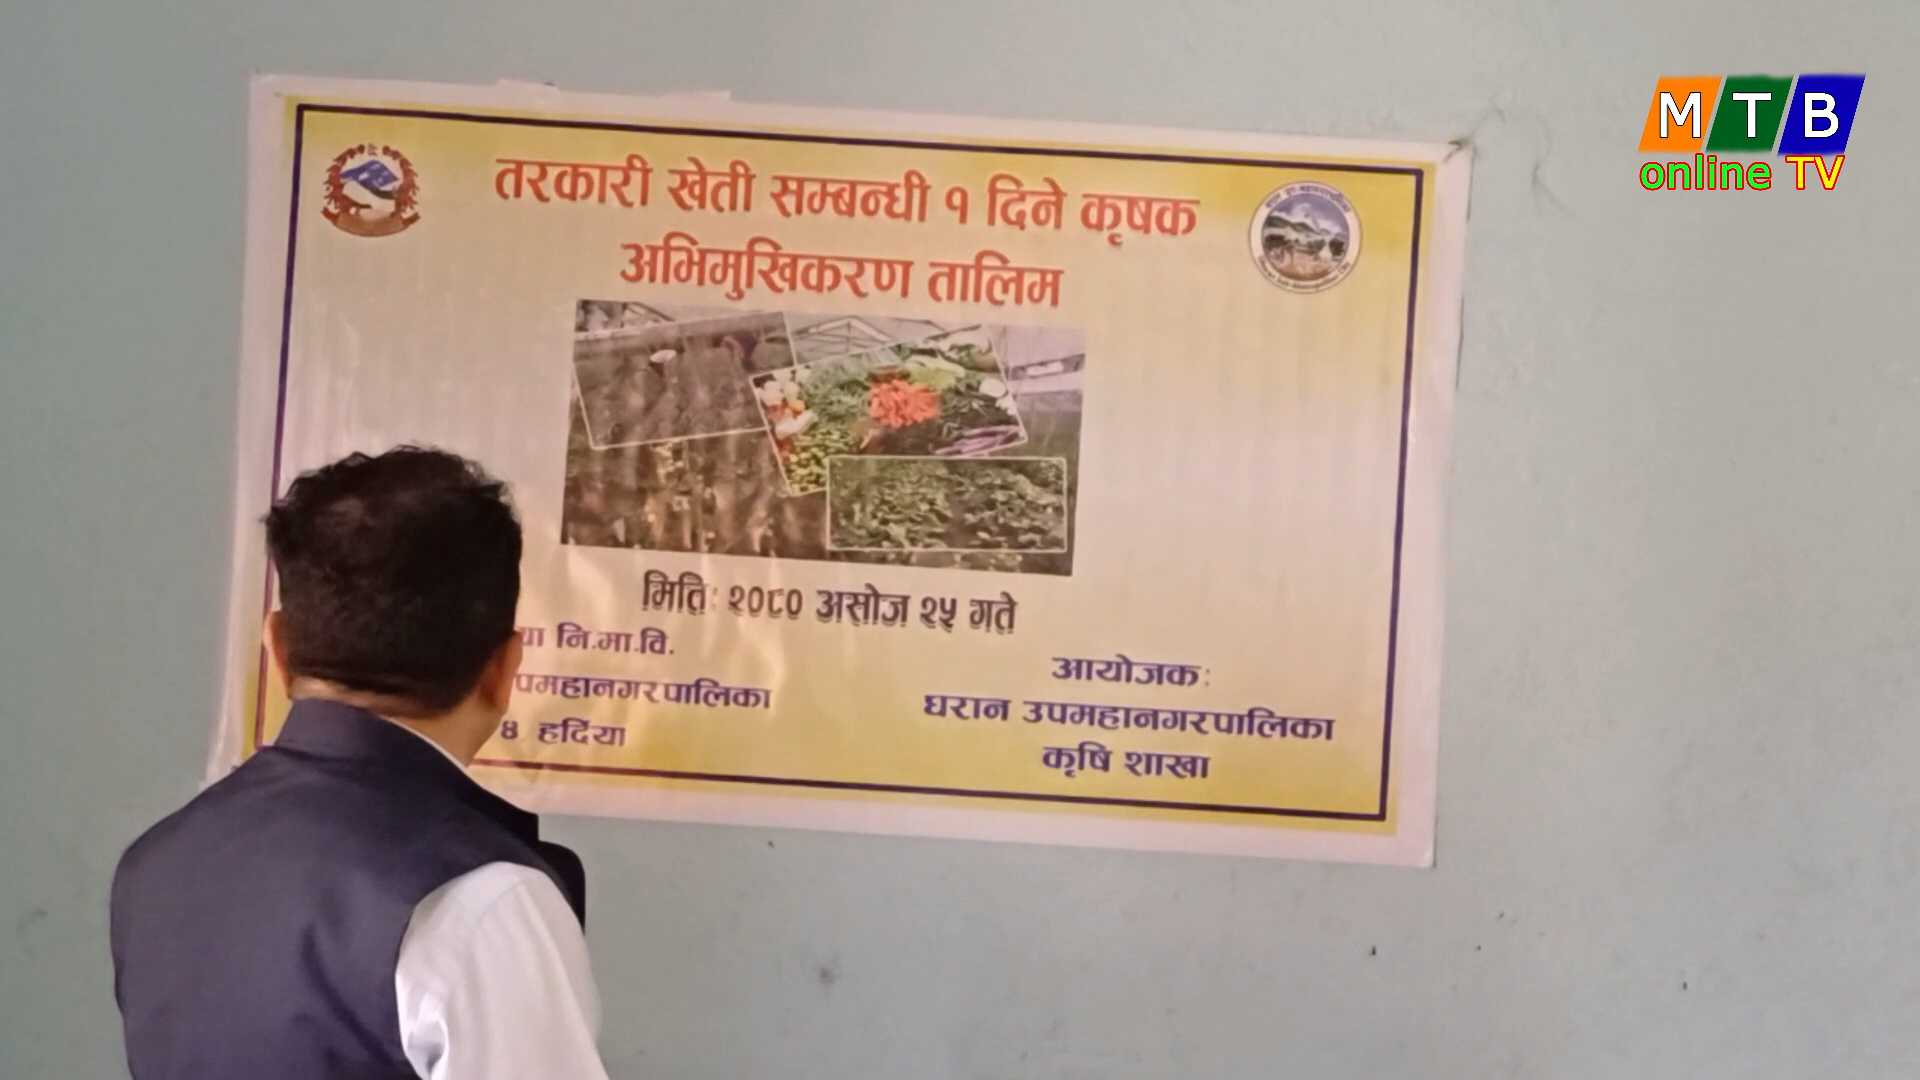 MTB
online TV
तरकारी खेती सम्बन्धी १ दिने कृषक
अभिमुखिकरण तालिम
मिति: २०८० असोज २५ गते
नि.मा.वि.
पमहानगरपालिका
४ हर्दिया
आयोजक:
धरान उपमहानगरपालिका
कृषि शाखा